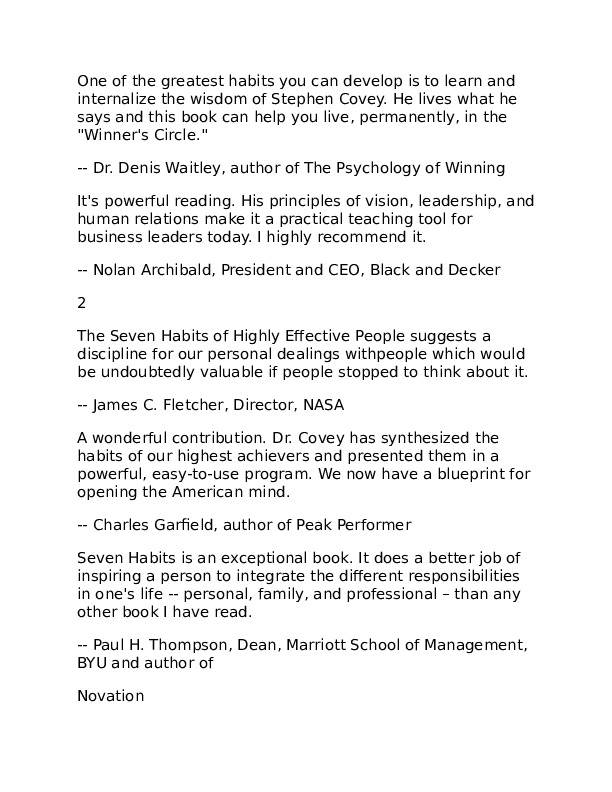 One of the greatest habits you can develop is to learn and
internalize the wisdom of Stephen Covey. He lives what he
says and this book can help you live, permanently, in the
"Winner's Circle."
-- Dr. Denis Waitley, author of The Psychology of Winning
It's powerful reading. His principles of vision, leadership, and
human relations make it a practical teaching tool for
business leaders today. I highly recommend it.
-- Nolan Archibald, President and CEO, Black and Decker
2
The Seven Habits of Highly Effective People suggests a
discipline for our personal dealings withpeople which would
be undoubtedly valuable if people stopped to think about it.
-- James C. Fletcher, Director, NASA
A wonderful contribution. Dr. Covey has synthesized the
habits of our highest achievers and presented them in a
powerful, easy-to-use program. We now have a blueprint for
opening the American mind.
-- Charles Garfield, author of Peak Performer
Seven Habits is an exceptional book. It does a better job of
inspiring a person to integrate the different responsibilities
in one's life -- personal, family, and professional – than any
other book I have read.
-- Paul H. Thompson, Dean, Marriott School of Management,
BYU and author of
Novation